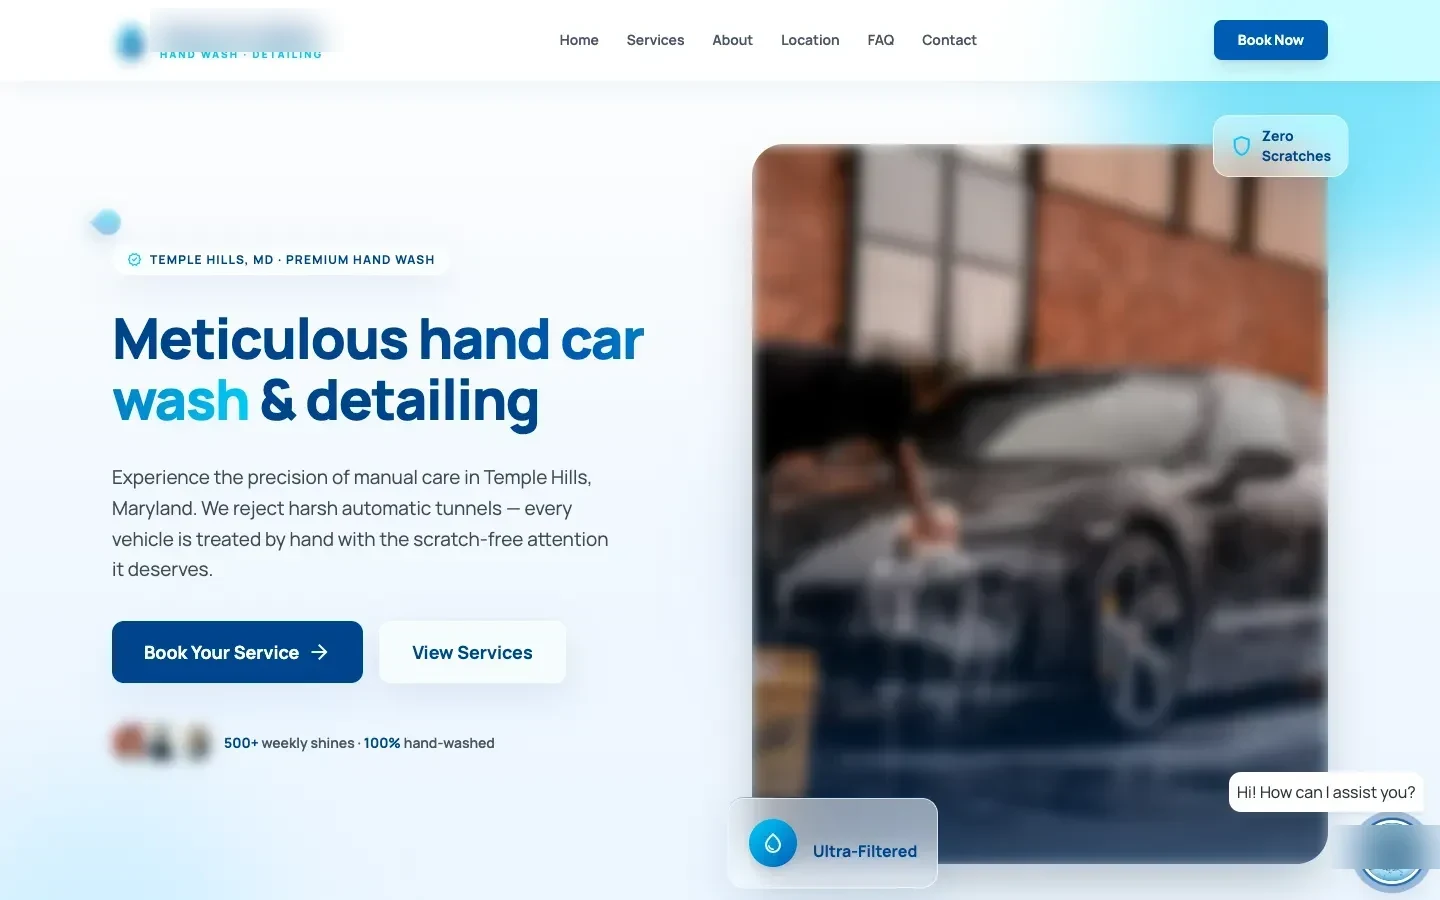 HAND WASH · DETAILING
Home Services About Location FAQ Contact
Book Now
Zero
Scratches
TEMPLE HILLS, MD · PREMIUM HAND WASH
Meticulous hand car
wash & detailing
Experience the precision of manual care in Temple Hills,
Maryland. We reject harsh automatic tunnels — every
vehicle is treated by hand with the scratch-free attention
it deserves.
Book Your Service
View Services
500+ weekly shines · 100% hand-washed
Hi! How can I assist you?
Ultra-Filtered